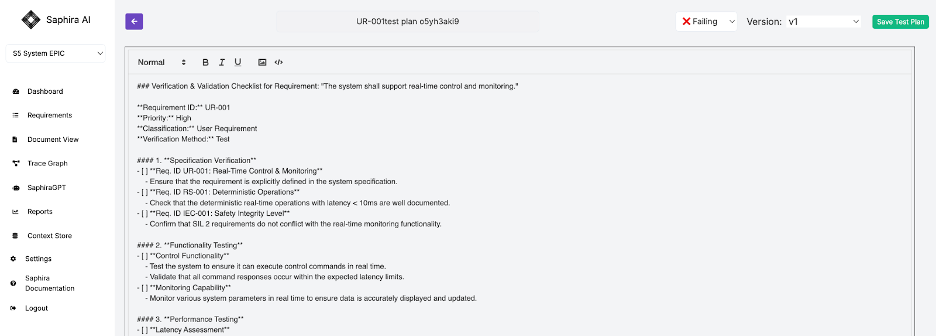 Saphira AI
UR-001test plan o5yh3aki9
❌ Failing
Version:
v1
Save Test Plan
S5 System EPIC
Dashboard
Requirements
Document View
Trace Graph
SaphiraGPT
Reports
Context Store
Settings
Saphira
Documentation
Logout
Normal
B I U
### Verification & Validation Checklist for Requirement: "The system shall support real-time control and monitoring."
**Requirement ID:** UR-001
**Priority:** High
**Classification:** User Requirement
**Verification Method:** Test
#### 1. **Specification Verification**
- [ ] **Req. ID UR-001: Real-Time Control & Monitoring**
- Ensure that the requirement is explicitly defined in the system specification.
- [ ] **Req. ID RS-001: Deterministic Operations**
- Check that the deterministic real-time operations with latency < 10ms are well documented.
- [ ] **Req. ID IEC-001: Safety Integrity Level**
- Confirm that SIL 2 requirements do not conflict with the real-time monitoring functionality.
#### 2. **Functionality Testing**
- [ ] **Control Functionality**
- Test the system to ensure it can execute control commands in real time.
- Validate that all command responses occur within the expected latency limits.
- [ ] **Monitoring Capability**
- Monitor various system parameters in real time to ensure data is accurately displayed and updated.
#### 3. **Performance Testing**
- [ ] **Latency Assessment**